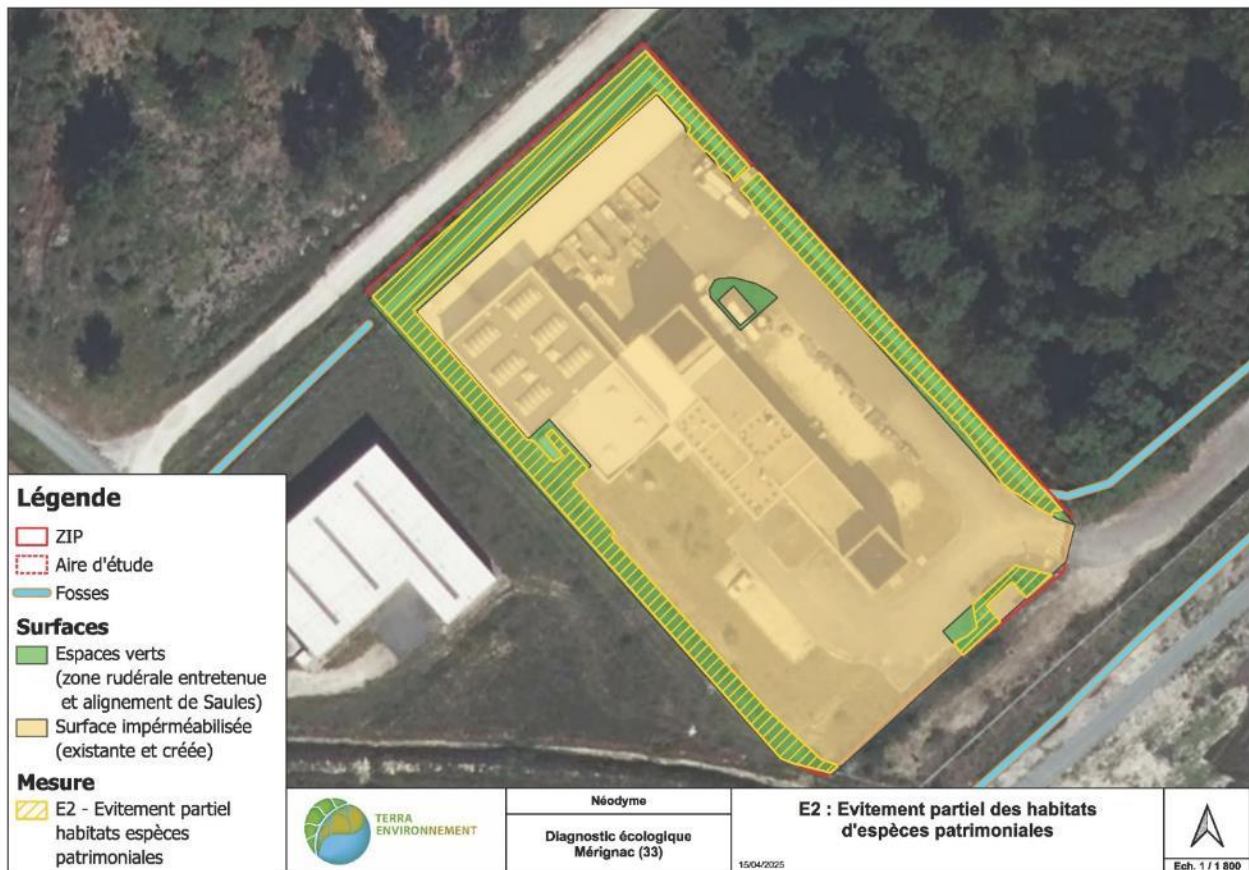 Légende
ZIP
Aire d'étude
Fosses
Surfaces
Espaces verts
(zone rudérale entretenue
et alignement de Saules)
Surface impérméabilisée
(existante et créée)
Mesure
E2 - Evitement partiel
habitats espèces
patrimoniales
TERRA
ENVIRONNEMENT
Néodyme
Diagnostic écologique
Mérignac (33)
E2 : Evitement partiel des habitats
d'espèces patrimoniales
15/04/2025
Ech. 1 / 1 800